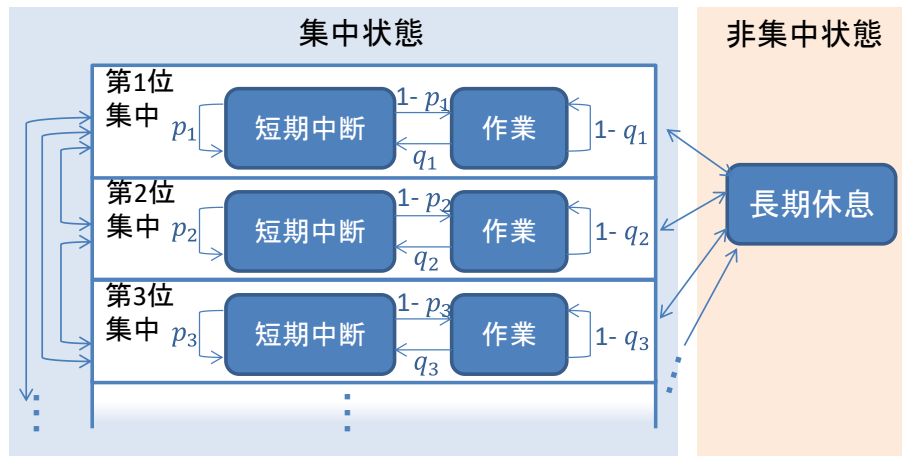 集中状態
非集中状態
第1位
集中
p₁
短期中断
1- p₁
q₁
作業
1- q₁
第2位
集中
p₂
短期中断
1- p₂
q₂
作業
1- q₂
長期休息
第3位
集中
p₃
短期中断
1- p₃
q₃
作業
1- q₃